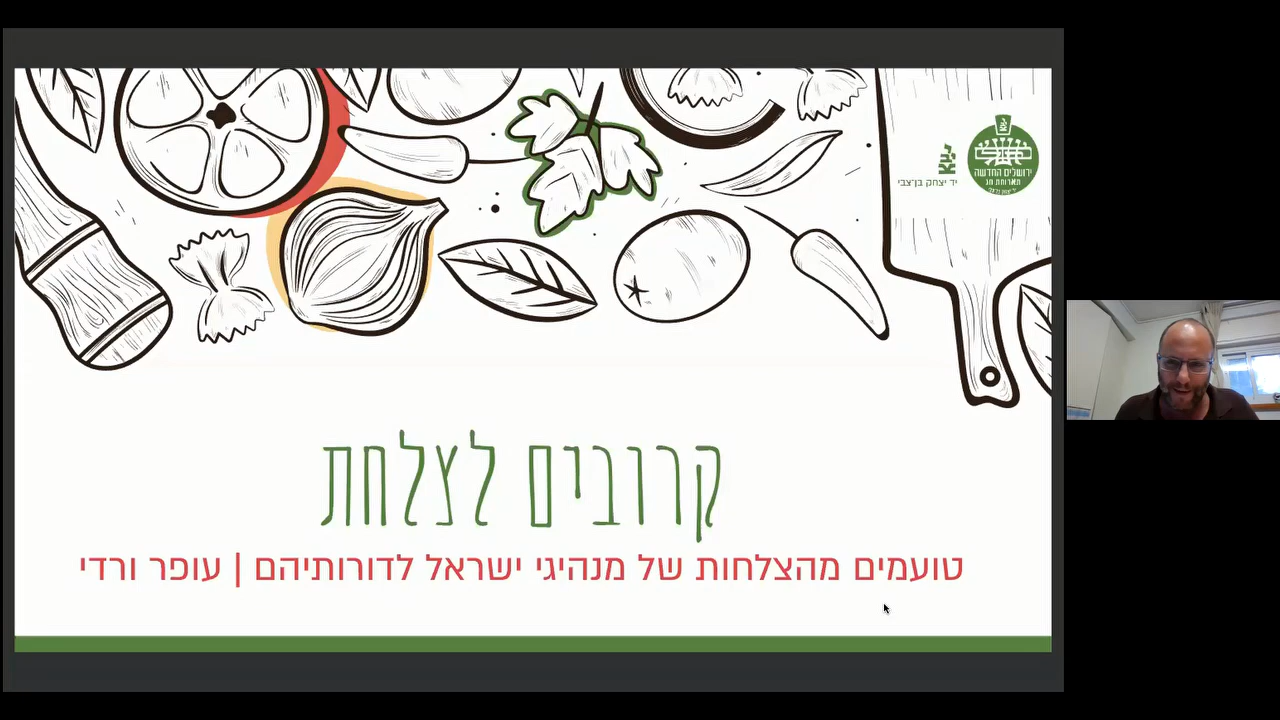 ירושלים החדשה
יד יצחק בן־צבי
קרובים לצלחת
טועמים מהצלחות של מנהיגי ישראל לדורותיהם | עופר ורדי